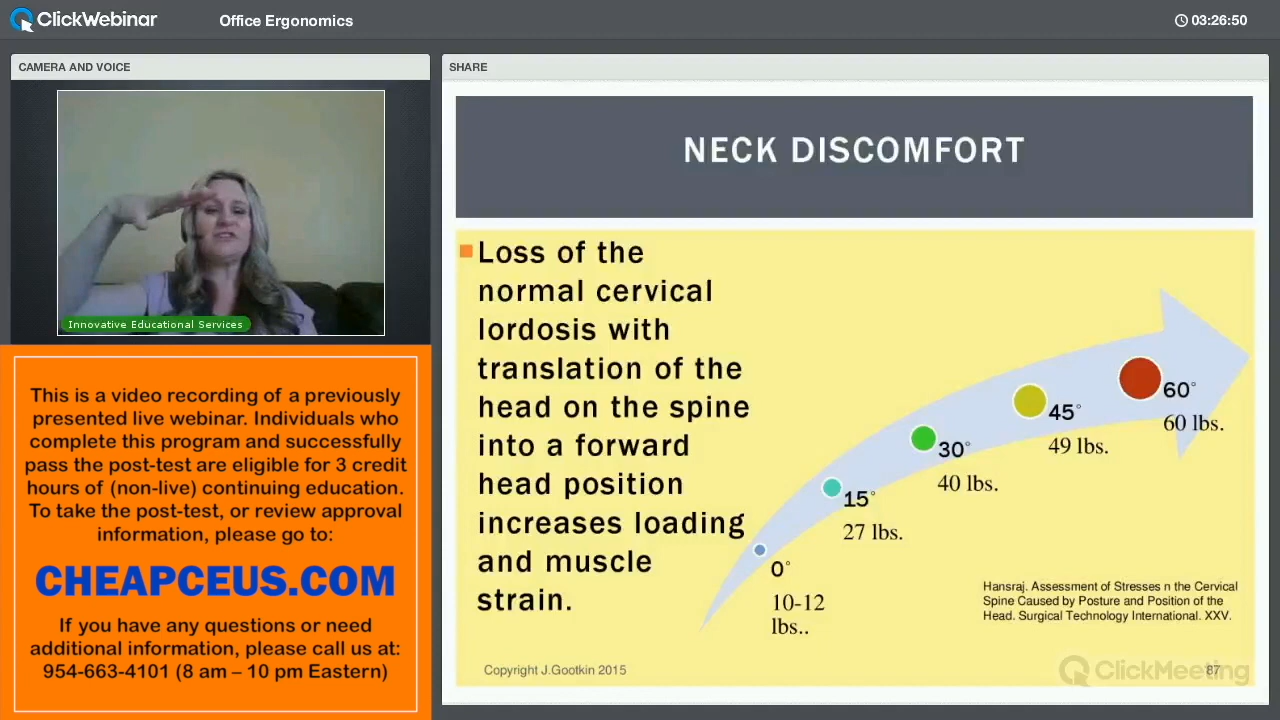 ClickWebinar
Office Ergonomics
03:26:50
CAMERA AND VOICE
Innovative Educational Services
This is a video recording of a previously
presented live webinar. Individuals who
complete this program and successfully
pass the post-test are eligible for 3 credit
hours of (non-live) continuing education.
To take the post-test, or review approval
information, please go to:
CHEAPCEUS.COM
If you have any questions or need
additional information, please call us at:
954-663-4101 (8 am – 10 pm Eastern)
SHARE
NECK DISCOMFORT
Loss of the
normal cervical
lordosis with
translation of the
head on the spine
into a forward
head position
increases loading
and muscle
strain.
0°
10-12
lbs..
15°
27 lbs.
30°
40 lbs.
45°
49 lbs.
60°
60 lbs.
Hansraj. Assessment of Stresses n the Cervical
Spine Caused by Posture and Position of the
Head. Surgical Technology International. XXV.
Copyright J.Gootkin 2015
ClickMeeting
87